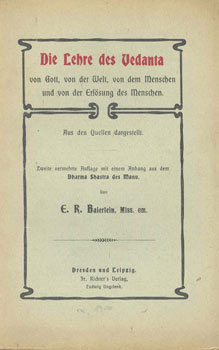 Die Lehre des Vedanta
von Gott, von der Welt, von dem Menschen
und von der Erlösung des Menschen.
Aus den Quellen dargestellt.
Zweite vermehrte Auflage mit einem Anhang aus dem
Dharma Shastra des Manu.
von
E. R. Baierlein, Miss. em.
Dresden und Leipzig.
Fr. Richter's Verlag,
Ludwig Ungelenk.